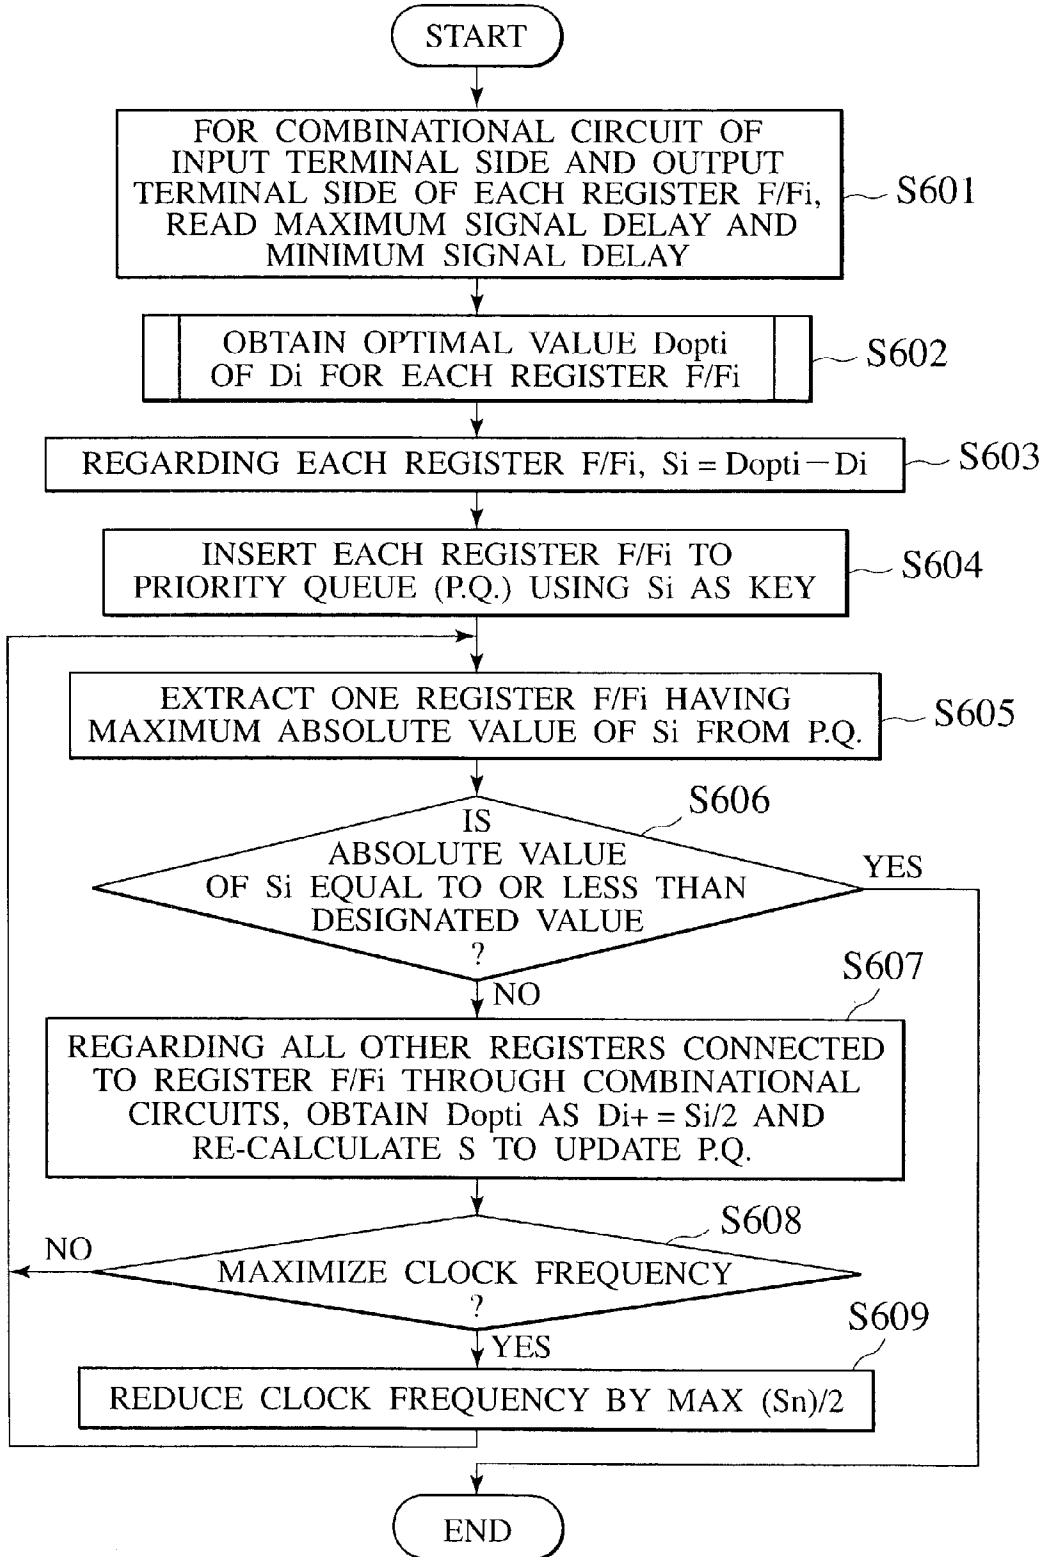 START
FOR COMBINATIONAL CIRCUIT OF
INPUT TERMINAL SIDE AND OUTPUT
TERMINAL SIDE OF EACH REGISTER F/Fi,
READ MAXIMUM SIGNAL DELAY AND
MINIMUM SIGNAL DELAY
S601
OBTAIN OPTIMAL VALUE Dopti
OF Di FOR EACH REGISTER F/Fi
S602
REGARDING EACH REGISTER F/Fi, Si = Dopti − Di
S603
INSERT EACH REGISTER F/Fi TO
PRIORITY QUEUE (P.Q.) USING Si AS KEY
S604
EXTRACT ONE REGISTER F/Fi HAVING
MAXIMUM ABSOLUTE VALUE OF Si FROM P.Q.
S605
S606
IS
ABSOLUTE VALUE
OF Si EQUAL TO OR LESS THAN
DESIGNATED VALUE
?
YES
NO
S607
REGARDING ALL OTHER REGISTERS CONNECTED
TO REGISTER F/Fi THROUGH COMBINATIONAL
CIRCUITS, OBTAIN Dopti AS Di+ = Si/2 AND
RE-CALCULATE S TO UPDATE P.Q.
S608
NO
MAXIMIZE CLOCK FREQUENCY
?
YES
S609
REDUCE CLOCK FREQUENCY BY MAX (Sn)/2
END